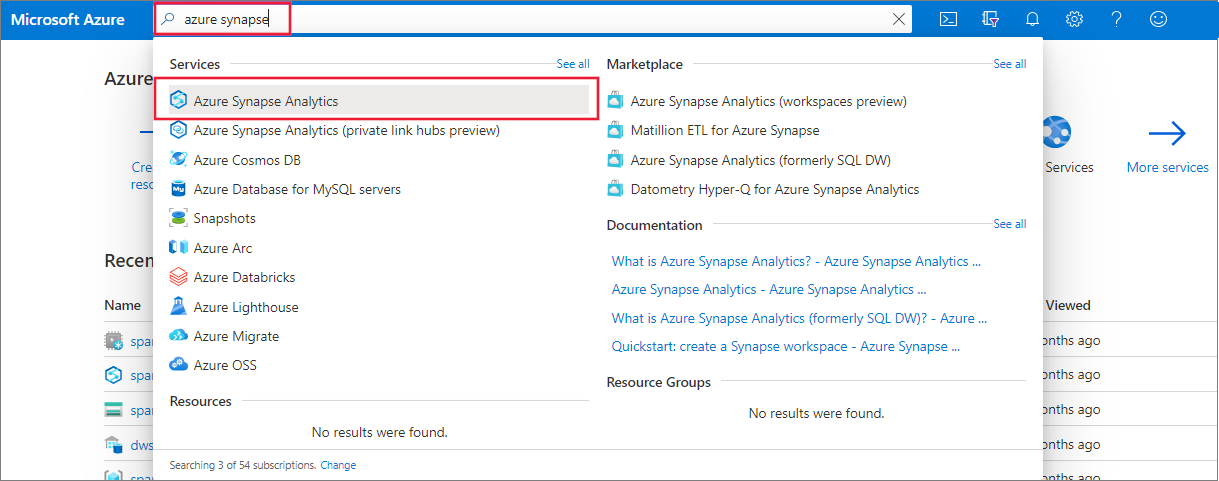 Microsoft Azure
azure synapse
Azure
Cre
reso
Services
See all
Azure Synapse Analytics
Azure Synapse Analytics (private link hubs preview)
Azure Cosmos DB
Azure Database for MySQL servers
Snapshots
Azure Arc
Azure Databricks
Azure Lighthouse
Azure Migrate
Azure OSS
Resources
No results were found.
Searching 3 of 54 subscriptions. Change
Marketplace
See all
Azure Synapse Analytics (workspaces preview)
Matillion ETL for Azure Synapse
Azure Synapse Analytics (formerly SQL DW)
Datometry Hyper-Q for Azure Synapse Analytics
Documentation
See all
What is Azure Synapse Analytics? - Azure Synapse Analytics ...
Azure Synapse Analytics - Azure Synapse Analytics ...
What is Azure Synapse Analytics (formerly SQL DW)? - Azure ...
Quickstart: create a Synapse workspace - Azure Synapse ...
Resource Groups
No results were found.
Services
More services
Recen
Name
Viewed
spar
onths ago
spar
onths ago
spar
onths ago
dws
onths ago
spar
onths ago